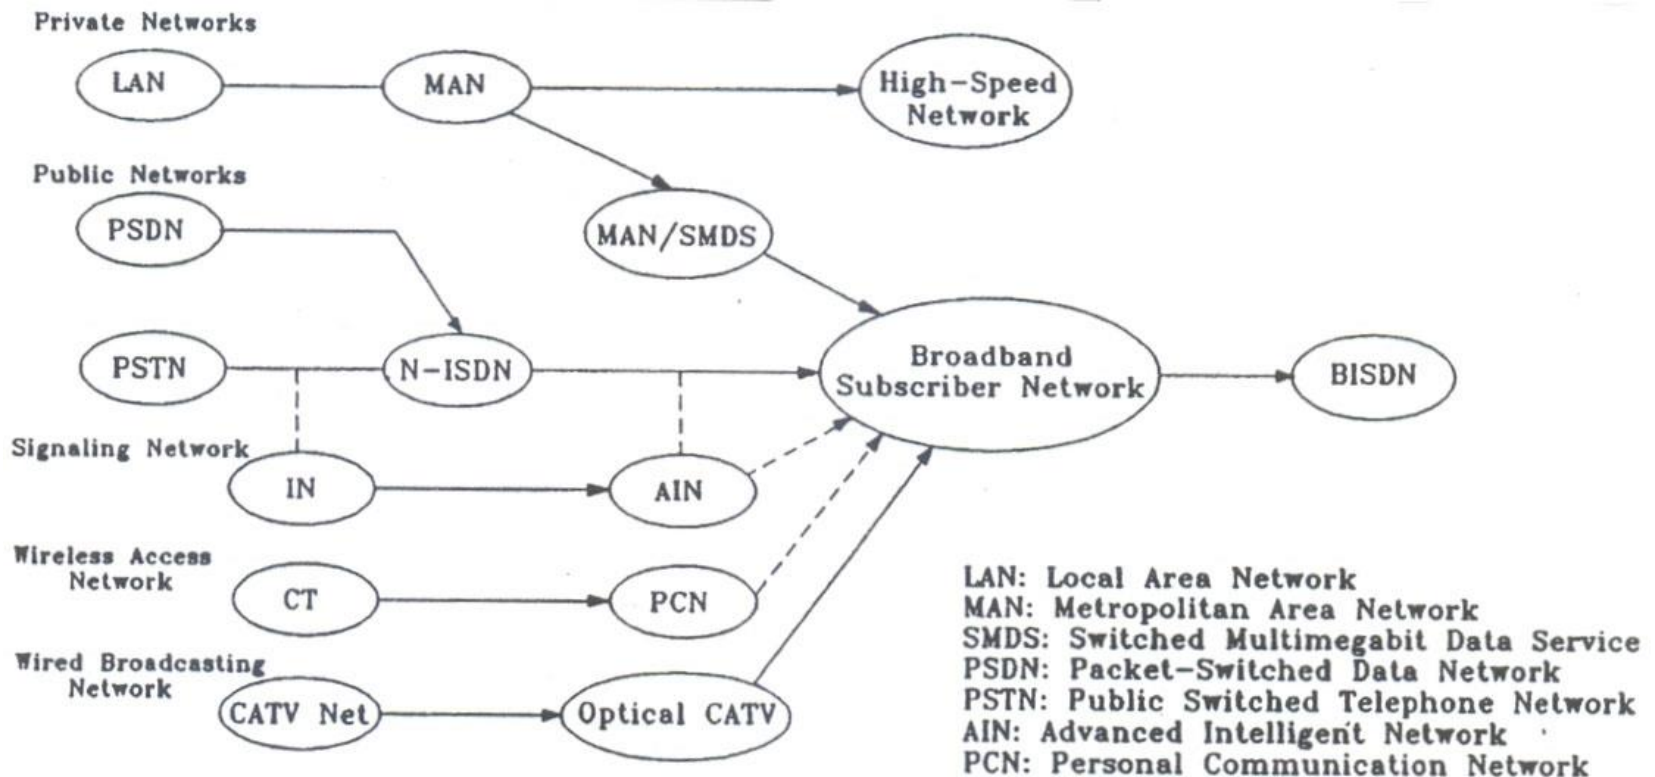 Private Networks
LAN
MAN
High-Speed
Network
Public Networks
PSDN
MAN/SMDS
PSTN
N-ISDN
Broadband
Subscriber Network
BISDN
Signaling Network
IN
AIN
Wireless Access
Network
CT
PCN
Wired Broadcasting
Network
CATV Net
Optical CATV
LAN: Local Area Network
MAN: Metropolitan Area Network
SMDS: Switched Multimegabit Data Service
PSDN: Packet-Switched Data Network
PSTN: Public Switched Telephone Network
AIN: Advanced Intelligent Network
PCN: Personal Communication Network